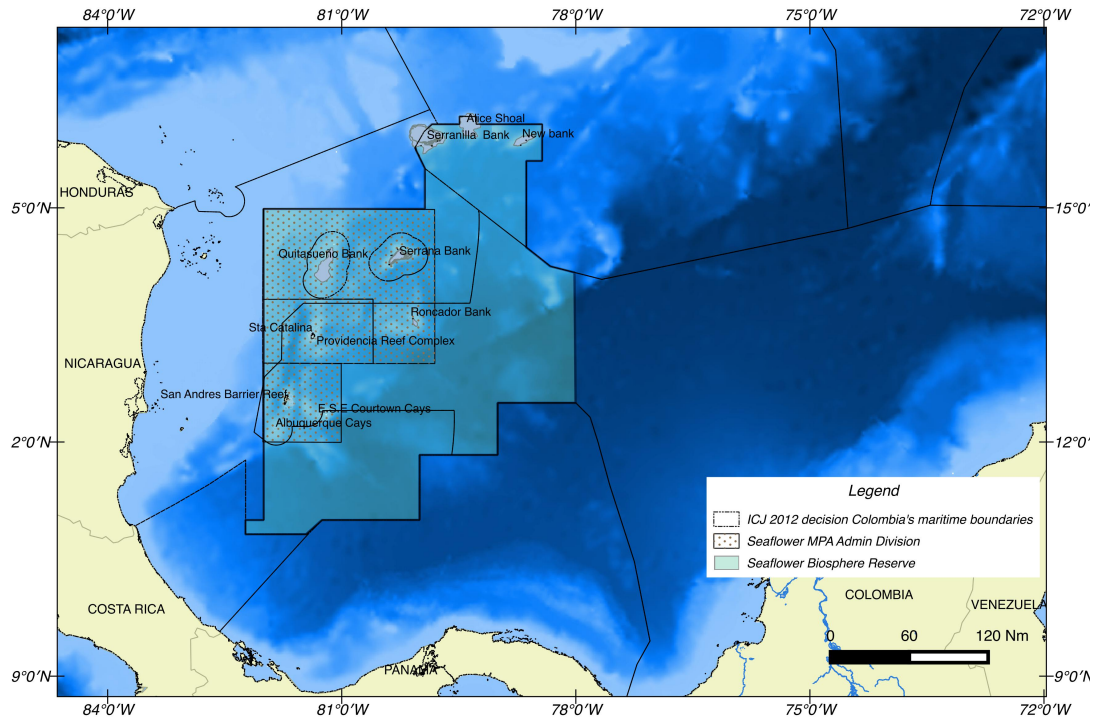 84°0'W 81°0'W 78°0'W 75°0'W 72°0'W
Alice Shoal
Serranilla Bank New bank
HONDURAS
5°0'N 15°0'
Quitasueno Bank Serrana Bank
Roncador Bank
Sta Catalina
Providencia Reef Complex
NICARAGUA
San Andres Barrier Reef
E.S.E Courtown Cays
Albuquerque Cays
2°0'N 12°0'
Legend
ICJ 2012 decision Colombia's maritime boundaries
Seaflower MPA Admin Division
Seaflower Biosphere Reserve
COLOMBIA
COSTA RICA VENEZUELA
0 60 120 Nm
PANAMA
9°0'N 9°0'N
84°0'W 81°0'W 78°0'W 75°0'W 72°0'W